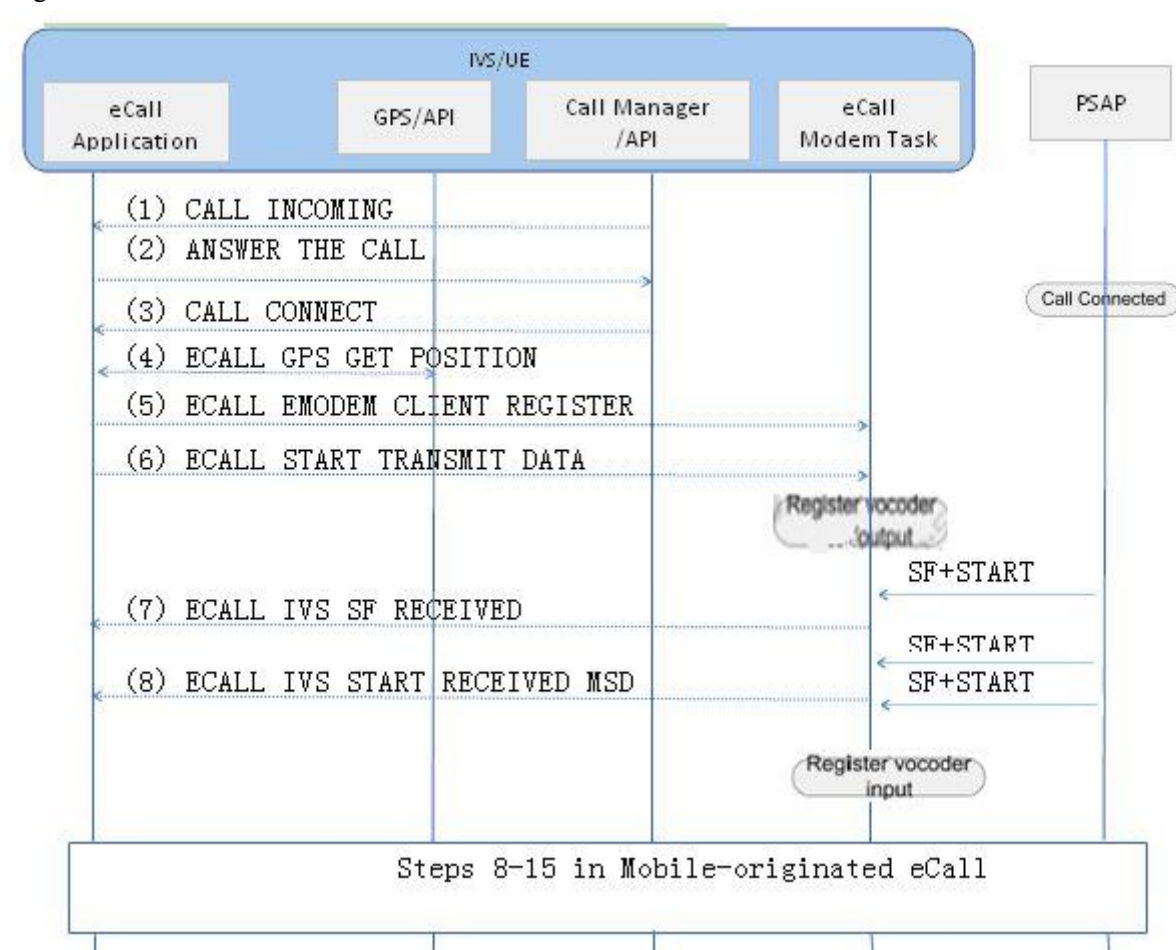 IVS/UE
eCall
Application
GPS/API
Call Manager
/API
eCall
Modem Task
PSAP
(1) CALL INCOMING
(2) ANSWER THE CALL
Call Connected
(3) CALL CONNECT
(4) ECALL GPS GET POSITION
(5) ECALL EMODEM CLIENT REGISTER
(6) ECALL START TRANSMIT DATA
Register vocoder
output
SF+START
(7) ECALL IVS SF RECEIVED
SF+START
(8) ECALL IVS START RECEIVED MSD
SF+START
Register vocoder
input
Steps 8-15 in Mobile-originated eCall